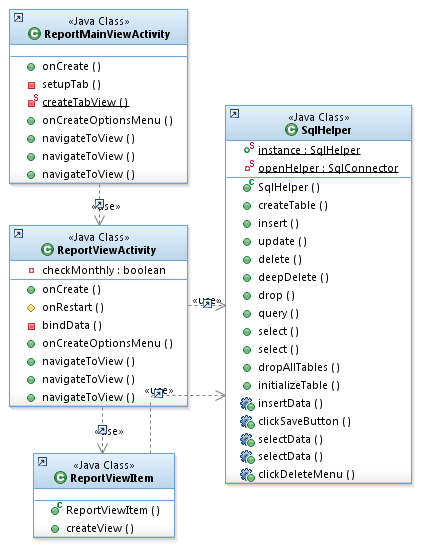 «Java Class»
ReportMainViewActivity
onCreate ( )
setupTab ( )
createTabView ( )
onCreateOptionsMenu ( )
navigateToView ( )
navigateToView ( )
navigateToView ( )
«use»
«Java Class»
ReportViewActivity
checkMonthly : boolean
onCreate ( )
onRestart ( )
bindData ( )
onCreateOptionsMenu ( )
navigateToView ( )
navigateToView ( )
navigateToView ( )
«use»
«Java Class»
ReportViewItem
ReportViewItem ( )
createView ( )
«use»
«use»
«Java Class»
SqlHelper
instance : SqlHelper
openHelper : SqlConnector
SqlHelper ( )
createTable ( )
insert ( )
update ( )
delete ( )
deepDelete ( )
drop ( )
query ( )
select ( )
select ( )
dropAllTables ( )
initializeTable ( )
insertData ( )
clickSaveButton ( )
selectData ( )
selectData ( )
clickDeleteMenu ( )